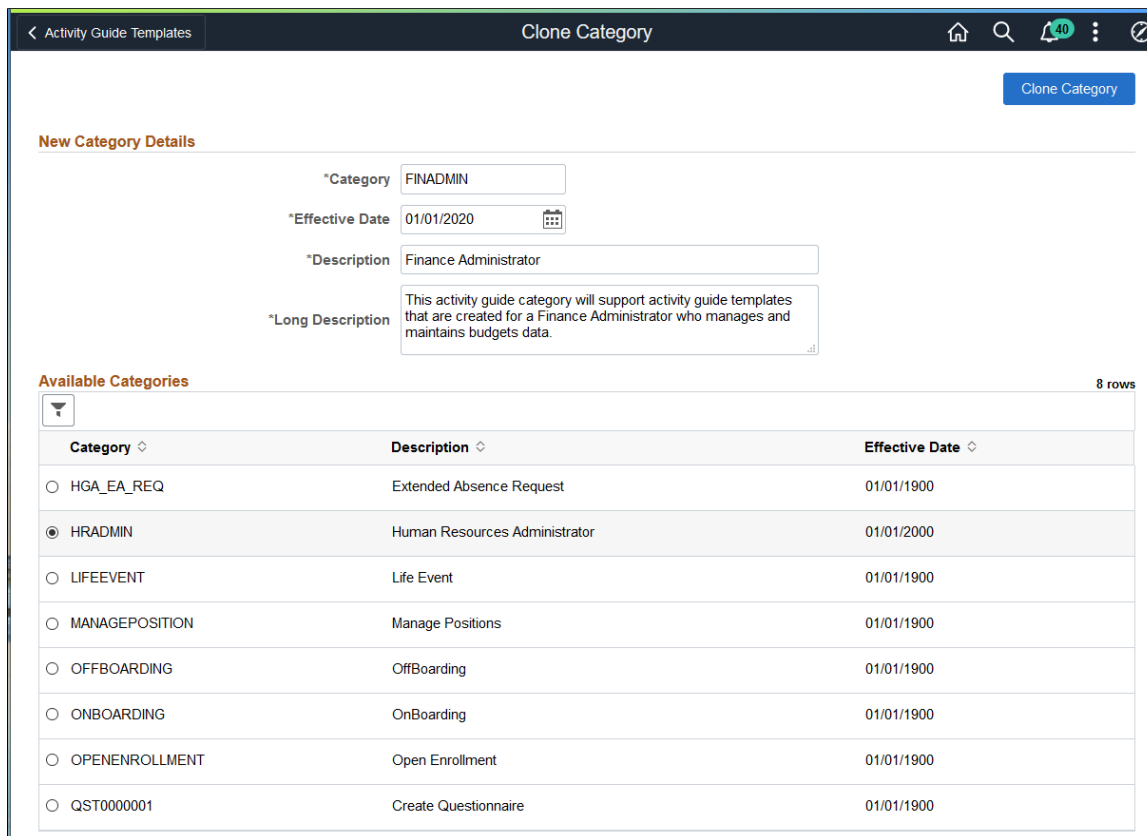 Activity Guide Templates
Clone Category
40
Clone Category
New Category Details
*Category FINADMIN
*Effective Date 01/01/2020
*Description Finance Administrator
*Long Description
This activity guide category will support activity guide templates
that are created for a Finance Administrator who manages and
maintains budgets data.
Available Categories
8 rows
Category Description Effective Date
HGA_EA_REQ Extended Absence Request 01/01/1900
HRADMIN Human Resources Administrator 01/01/2000
LIFEEVENT Life Event 01/01/1900
MANAGEPOSITION Manage Positions 01/01/1900
OFFBOARDING OffBoarding 01/01/1900
ONBOARDING OnBoarding 01/01/1900
OPENENROLLMENT Open Enrollment 01/01/1900
QST0000001 Create Questionnaire 01/01/1900